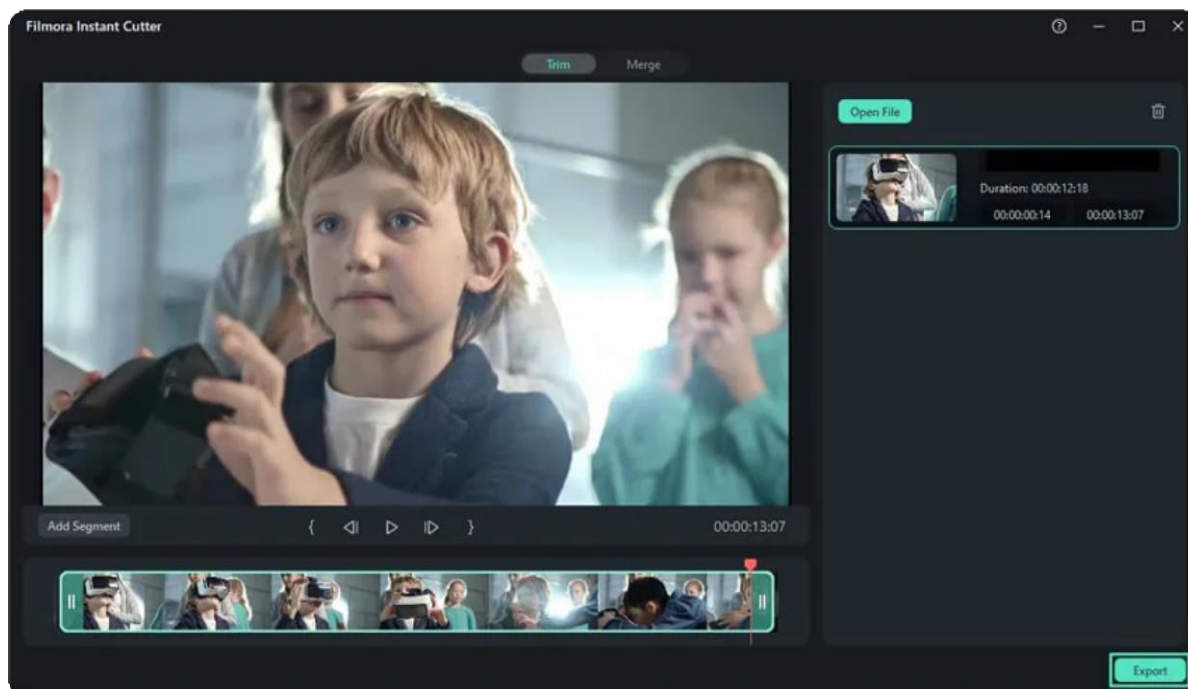 Filmora Instant Cutter
Trim Merge
Open File
Duration: 00:00:12:18
00:00:00:14 00:00:13:07
Add Segment { } 00:00:13:07
Export